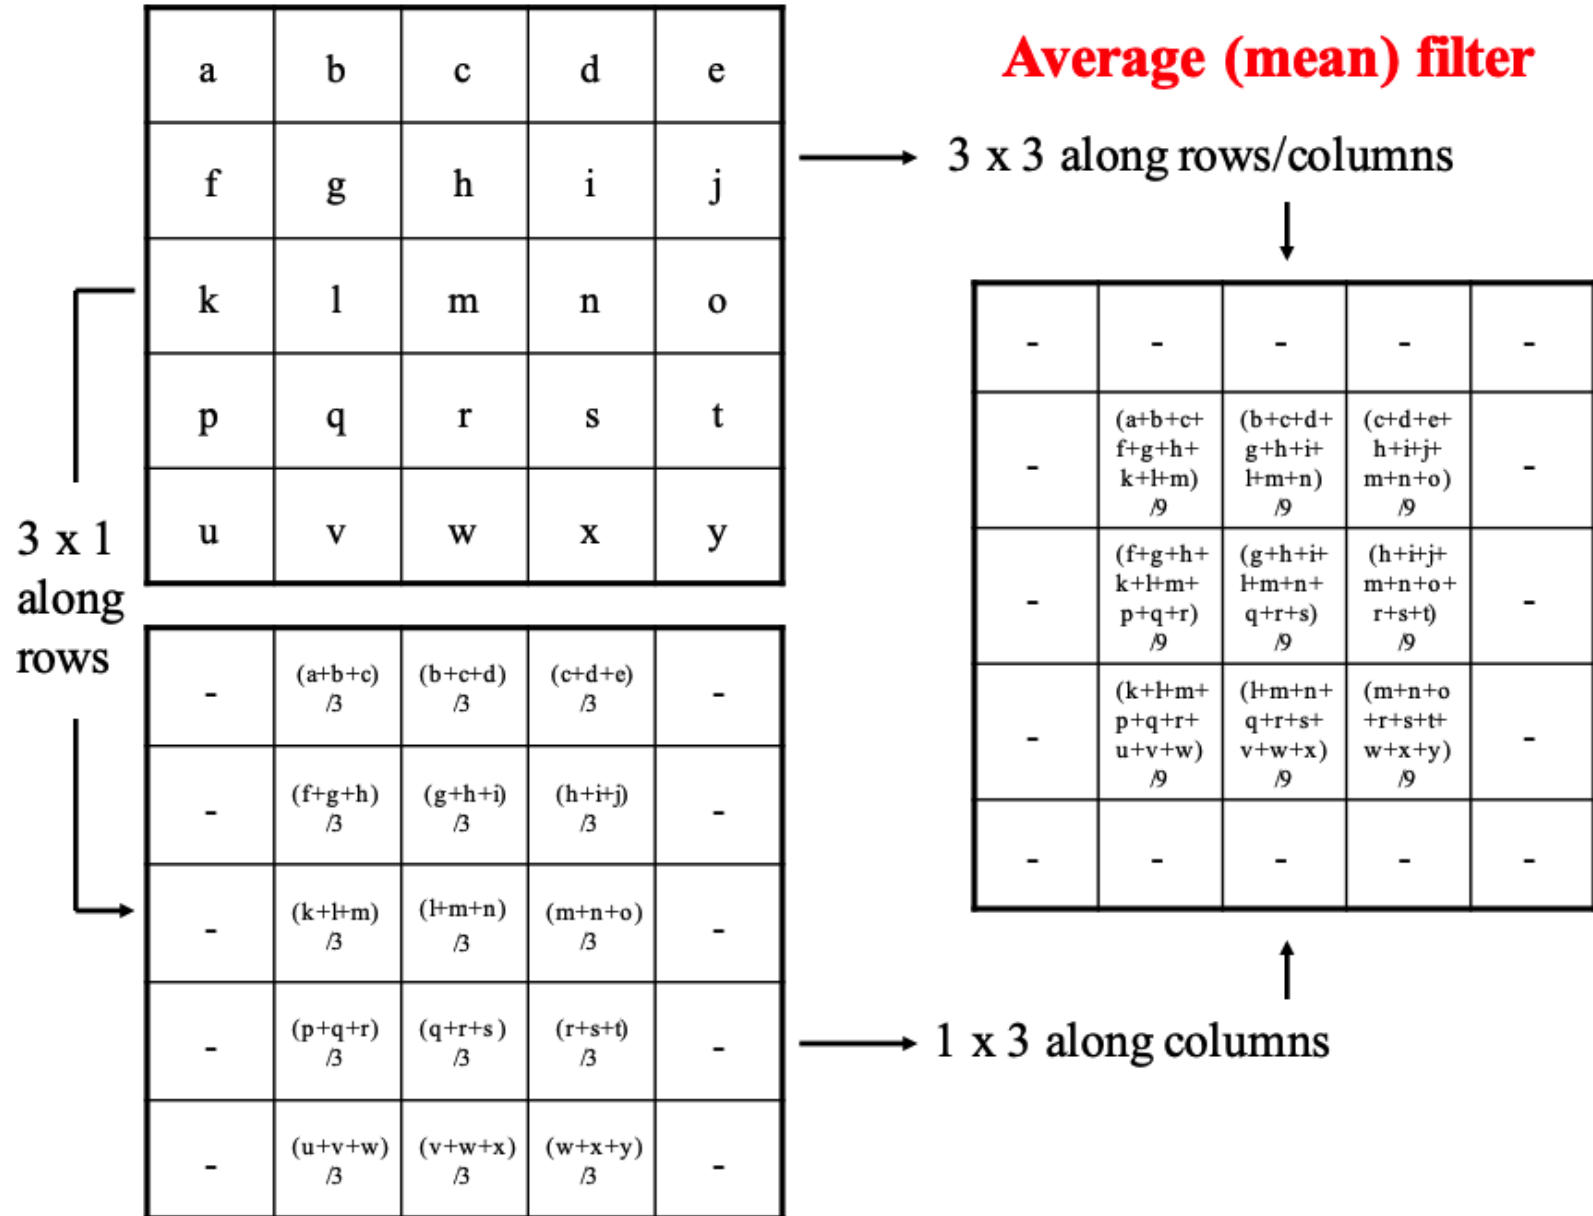 Average (mean) filter
a b c d e
f g h i j
k l m n o
p q r s t
u v w x y
3 x 3 along rows/columns
3 x 1
along
rows
- (a+b+c) (b+c+d) (c+d+e) -
/3 /3 /3
- (f+g+h) (g+h+i) (h+i+j) -
/3 /3 /3
- (k+l+m) (l+m+n) (m+n+o) -
/3 /3 /3
- (p+q+r) (q+r+s) (r+s+t) -
/3 /3 /3
- (u+v+w) (v+w+x) (w+x+y) -
/3 /3 /3
1 x 3 along columns
- - - - -
(a+b+c+ (b+c+d+ (c+d+e+
f+g+h+ g+h+i+ h+i+j+
- k+l+m) l+m+n) m+n+o) -
/9 /9 /9
(f+g+h+ (g+h+i+ (h+i+j+
k+l+m+ l+m+n+ m+n+o+
- p+q+r) q+r+s) r+s+t) -
/9 /9 /9
(k+l+m+ (l+m+n+ (m+n+o
p+q+r+ q+r+s+ +r+s+t+
- u+v+w) v+w+x) w+x+y) -
/9 /9 /9
- - - - -